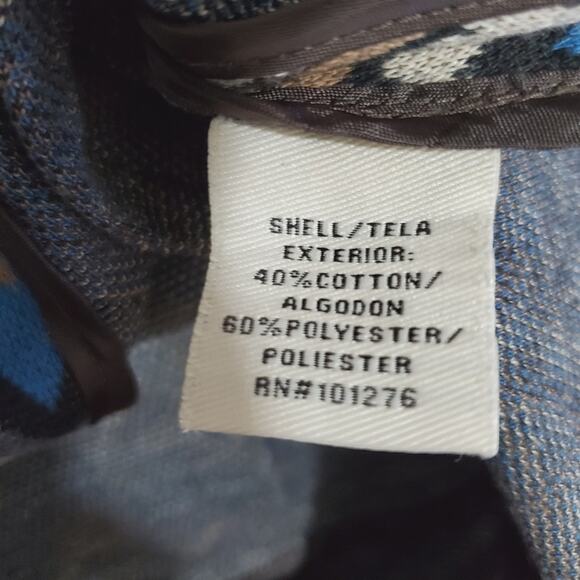 SHELL/TELA
EXTERIOR:
40%COTTON/
ALGODON
60%POLYESTER/
POLIESTER
RN#101276